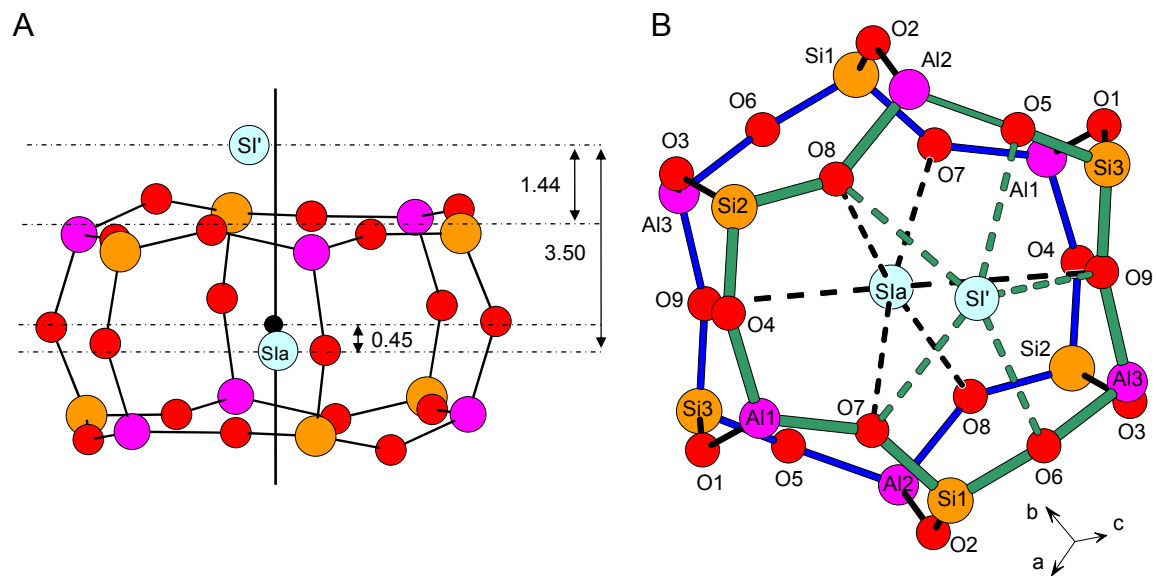 A
SI'
1.44
3.50
SIa
0.45
B
O2
Si1
Al2
O6
O5
O1
O3
O8
O7
Si3
Al1
Si2
Al3
O4
O9
SIa
SI'
O9
O4
Si2
Al3
Si3
Al1
O7
O8
O3
O1
O5
O6
Al2
Si1
O2
b
c
a